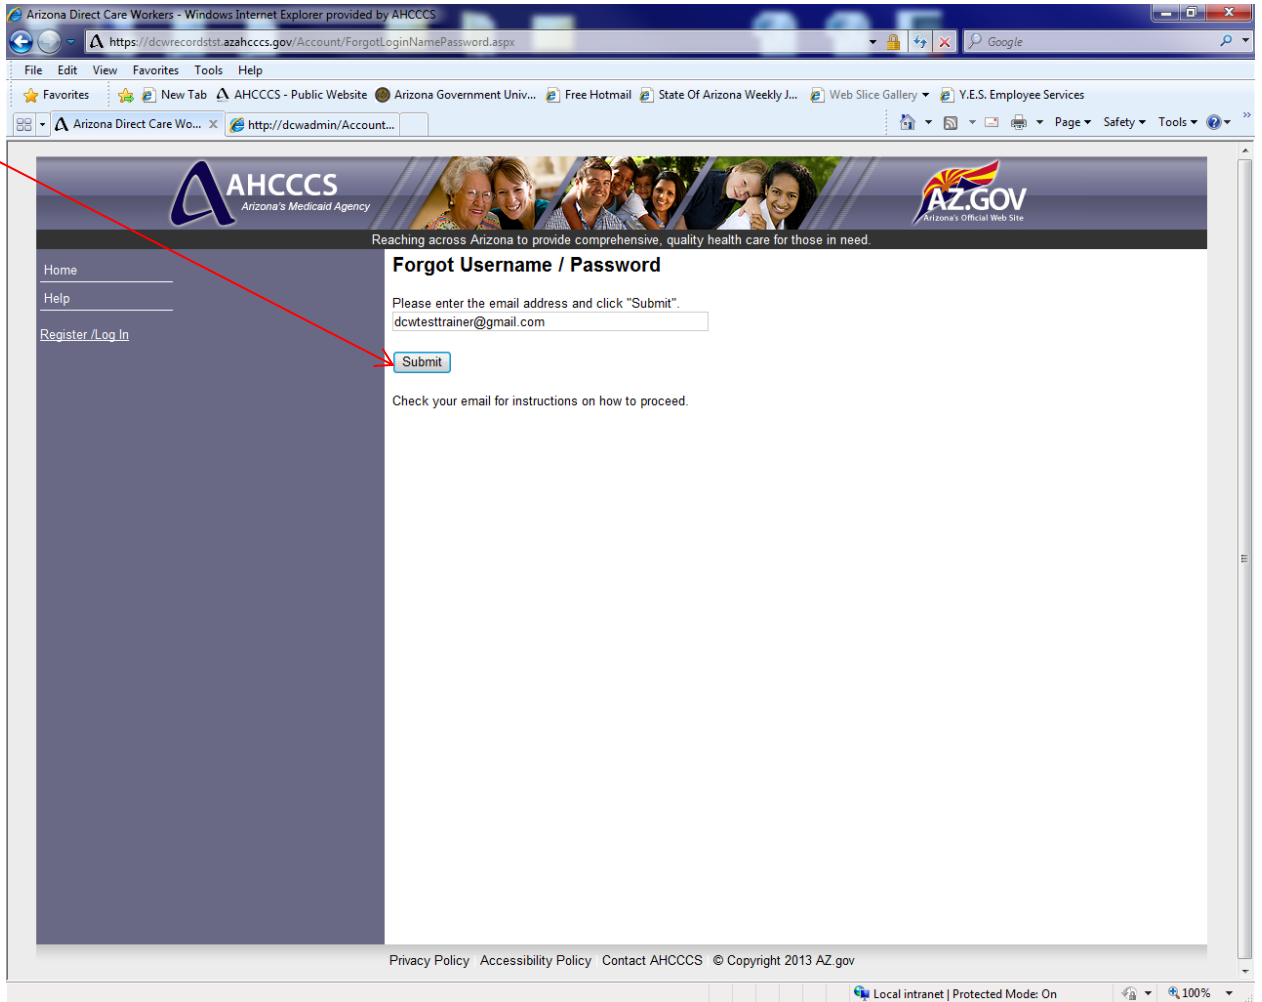 Arizona Direct Care Workers - Windows Internet Explorer provided by AHCCCS
https://dcwrecordstst.azahcccs.gov/Account/ForgotLoginNamePassword.aspx
Google
File Edit View Favorites Tools Help
Favorites New Tab AHCCCS - Public Website Arizona Government Univ... Free Hotmail State Of Arizona Weekly J... Web Slice Gallery Y.E.S. Employee Services
Arizona Direct Care Wo... X http://dcwadmin/Account... Page Safety Tools »
AHCCCS
Arizona's Medicaid Agency
AZ.GOV
Arizona's Official Web Site
Reaching across Arizona to provide comprehensive, quality health care for those in need.
Home
Help
Register /Log In
Forgot Username / Password
Please enter the email address and click "Submit".
dcwtesttrainer@gmail.com
Submit
Check your email for instructions on how to proceed.
Privacy Policy Accessibility Policy Contact AHCCCS © Copyright 2013 AZ.gov
Local intranet | Protected Mode: On 100%